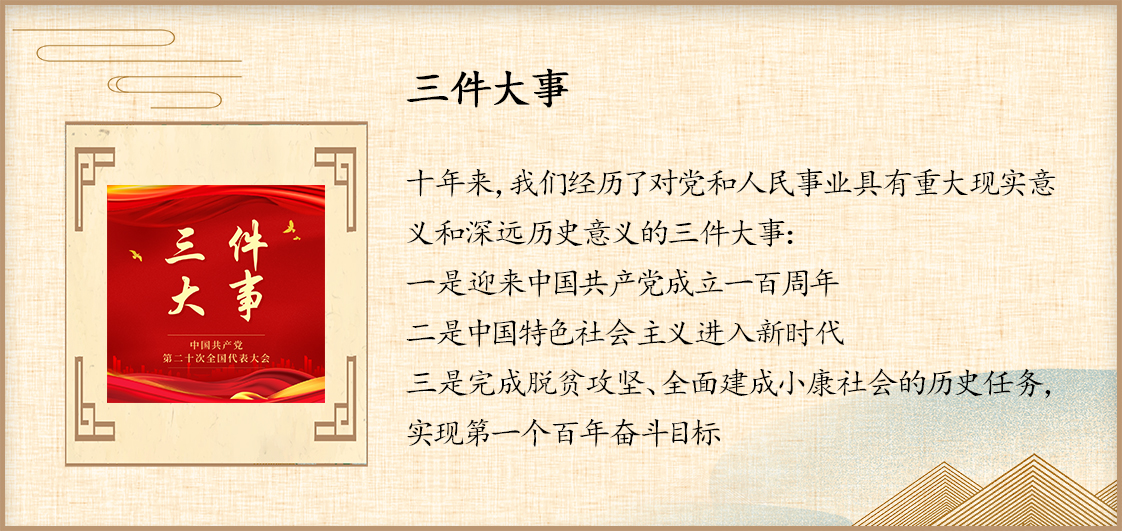 三件大事
三件
大事
中国共产党
第二十次全国代表大会
十年来，我们经历了对党和人民事业具有重大现实意
义和深远历史意义的三件大事：
一是迎来中国共产党成立一百周年
二是中国特色社会主义进入新时代
三是完成脱贫攻坚、全面建成小康社会的历史任务，
实现第一个百年奋斗目标